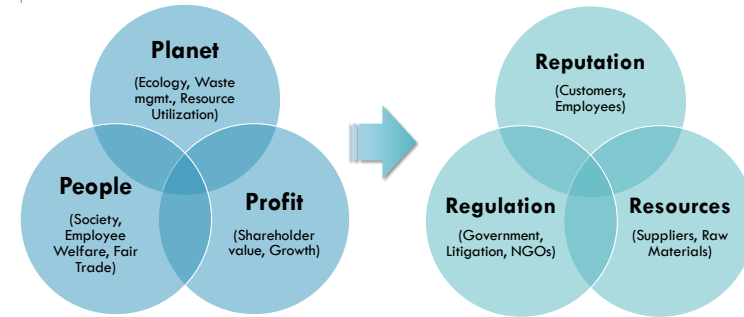 Planet
(Ecology, Waste
mgmt., Resource
Utilization)
People
(Society,
Employee
Welfare, Fair
Trade)
Profit
(Shareholder
value, Growth)
Reputation
(Customers,
Employees)
Regulation
(Government,
Litigation, NGOs)
Resources
(Suppliers, Raw
Materials)